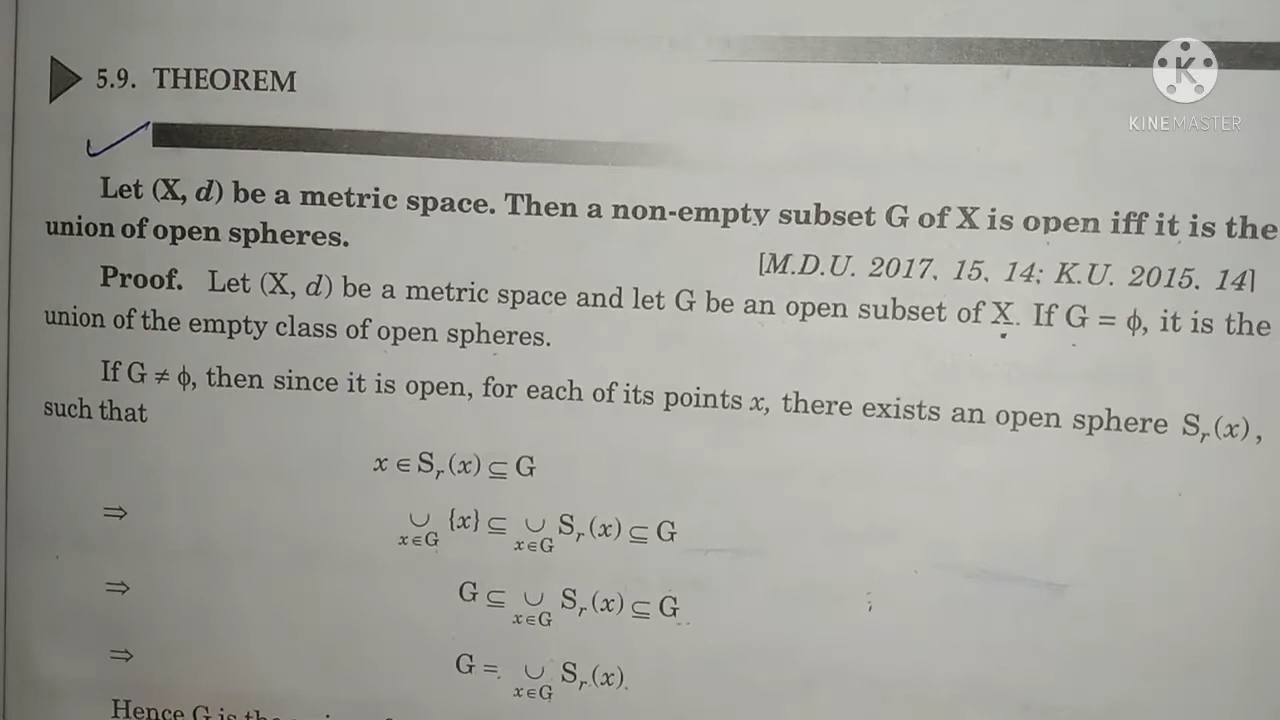 5.9. THEOREM
K
KINEMASTER
Let (X, d) be a metric space. Then a non-empty subset G of X is open iff it is the
union of open spheres.
[M.D.U. 2017, 15, 14; K.U. 2015, 14]
Proof. Let (X, d) be a metric space and let G be an open subset of X. If G = ϕ, it is the
union of the empty class of open spheres.
If G ≠ ϕ, then since it is open, for each of its points x, there exists an open sphere Sᵣ(x),
such that
x ∈ Sᵣ(x) ⊆ G
⇒ ∪ {x} ⊆ ∪ Sᵣ(x) ⊆ G
x∈G x∈G
⇒ G ⊆ ∪ Sᵣ(x) ⊆ G
x∈G
⇒ G = ∪ Sᵣ(x).
x∈G
Hence G is the